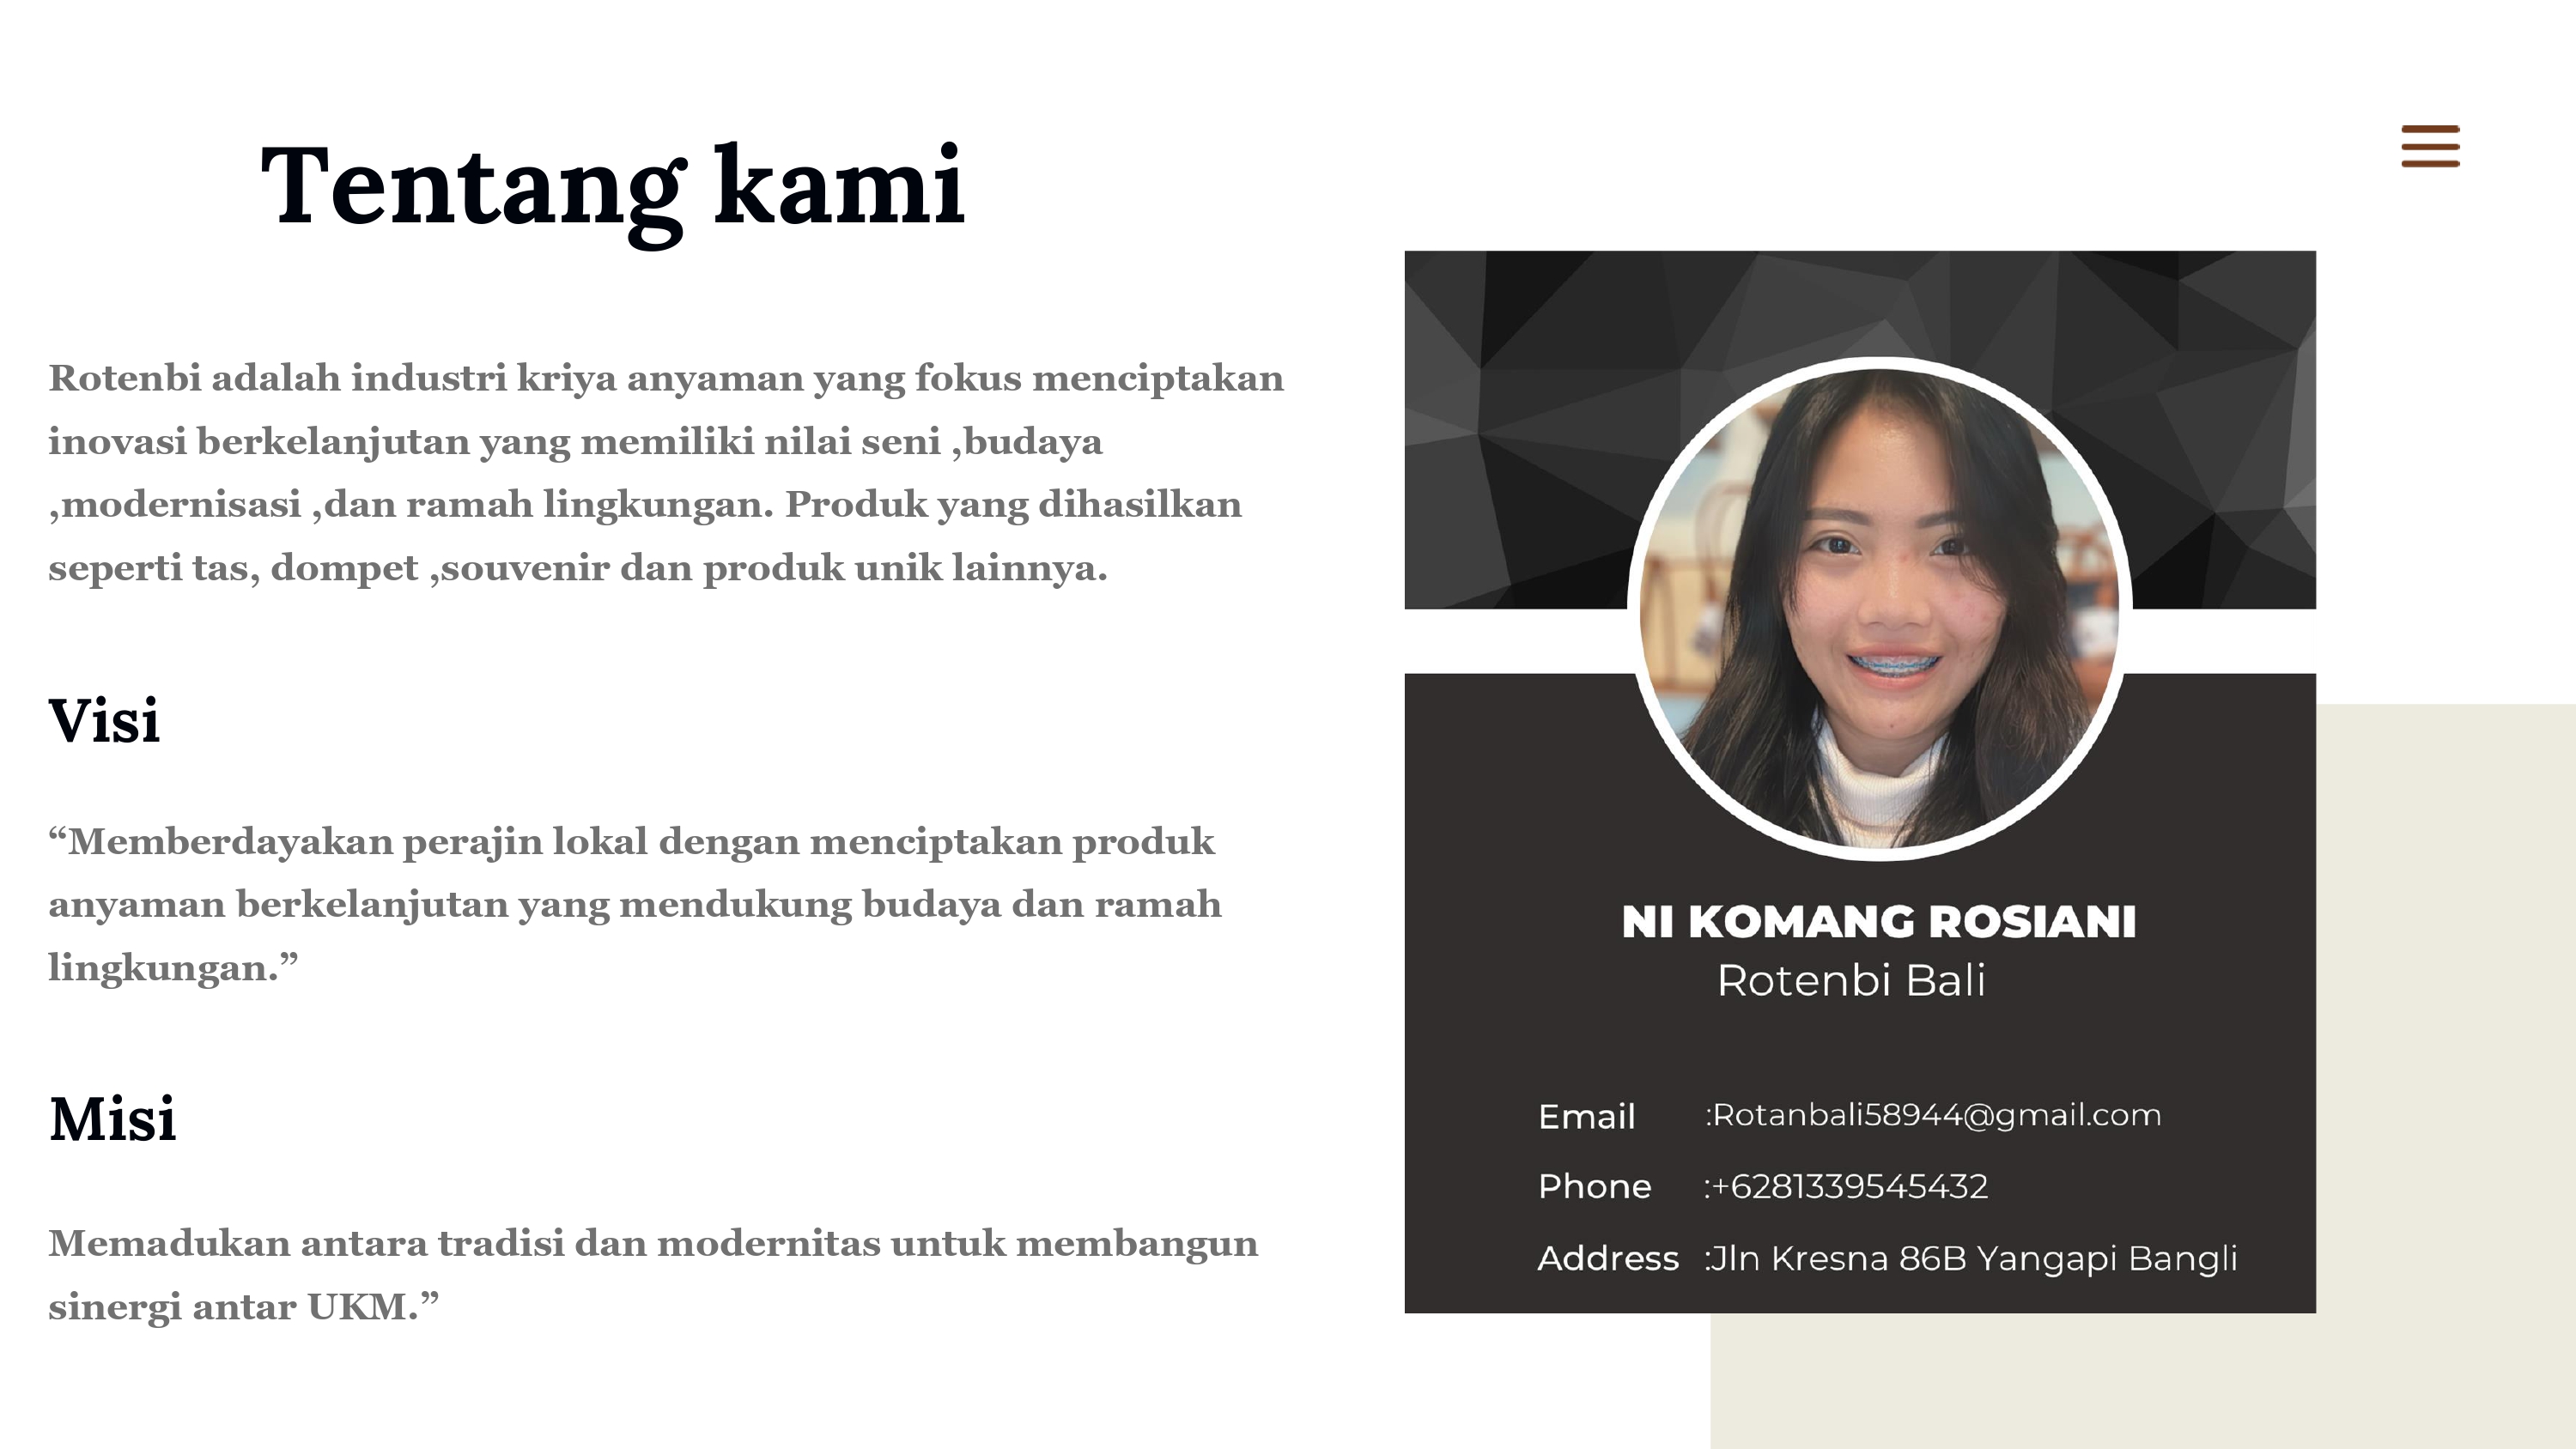 Tentang kami
Rotenbi adalah industri kriya anyaman yang fokus menciptakan
inovasi berkelanjutan yang memiliki nilai seni ,budaya
,modernisasi ,dan ramah lingkungan. Produk yang dihasilkan
seperti tas, dompet ,souvenir dan produk unik lainnya.
Visi
“Memberdayakan perajin lokal dengan menciptakan produk
anyaman berkelanjutan yang mendukung budaya dan ramah
lingkungan.”
Misi
Memadukan antara tradisi dan modernitas untuk membangun
sinergi antar UKM.”
NI KOMANG ROSIANI
Rotenbi Bali
Email :Rotanbali58944@gmail.com
Phone :+6281339545432
Address :Jln Kresna 86B Yangapi Bangli